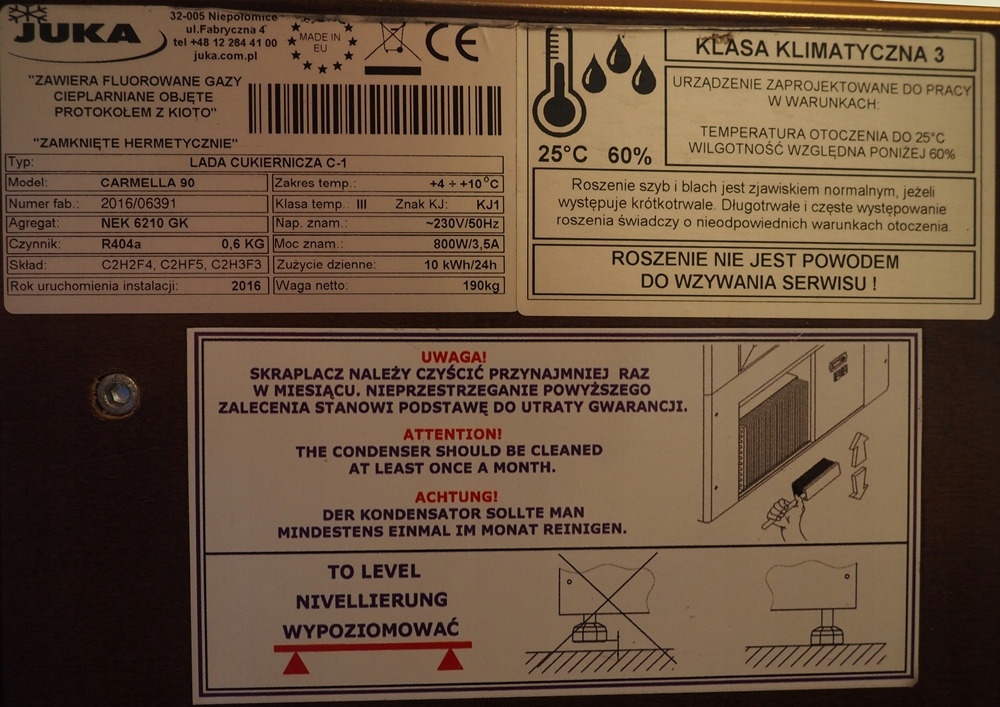 JUKA
32-005 Niepołomice
ul.Fabryczna 4
tel +48 12 284 41 00
juka.com.pl
MADE IN
EU
CE
"ZAWIERA FLUOROWANE GAZY
CIEPLARNIANE OBJĘTE
PROTOKOŁEM Z KIOTO"
"ZAMKNIĘTE HERMETYCZNIE"
Typ: LADA CUKIERNICZA C-1
Model: CARMELLA 90
Numer fab.: 2016/06391
Agregat: NEK 6210 GK
Czynnik: R404a 0,6 KG
Skład: C2H2F4, C2HF5, C2H3F3
Rok uruchomienia instalacji: 2016
Zakres temp.: +4 ÷ +10°C
Klasa temp.: III Znak KJ: KJ1
Nap. znam.: ~230V/50Hz
Moc znam.: 800W/3,5A
Zużycie dzienne: 10 kWh/24h
Waga netto: 190kg
25°C 60%
KLASA KLIMATYCZNA 3
URZĄDZENIE ZAPROJEKTOWANE DO PRACY
W WARUNKACH:
TEMPERATURA OTOCZENIA DO 25°C
WILGOTNOŚĆ WZGLĘDNA PONIŻEJ 60%
Roszenie szyb i blach jest zjawiskiem normalnym, jeżeli
występuje krótkotrwale. Długotrwałe i częste występowanie
roszenia świadczy o nieodpowiednich warunkach otoczenia.
ROSZENIE NIE JEST POWODEM
DO WZYWANIA SERWISU !
UWAGA!
SKRAPLACZ NALEŻY CZYŚCIĆ PRZYNAJMNIEJ RAZ
W MIESIĄCU. NIEPRZESTRZEGANIE POWYŻSZEGO
ZALECENIA STANOWI PODSTAWĘ DO UTRATY GWARANCJI.
ATTENTION!
THE CONDENSER SHOULD BE CLEANED
AT LEAST ONCE A MONTH.
ACHTUNG!
DER KONDENSATOR SOLLTE MAN
MINDESTENS EINMAL IM MONAT REINIGEN.
TO LEVEL
NIVELLIERUNG
WYPOZIOMOWAĆ